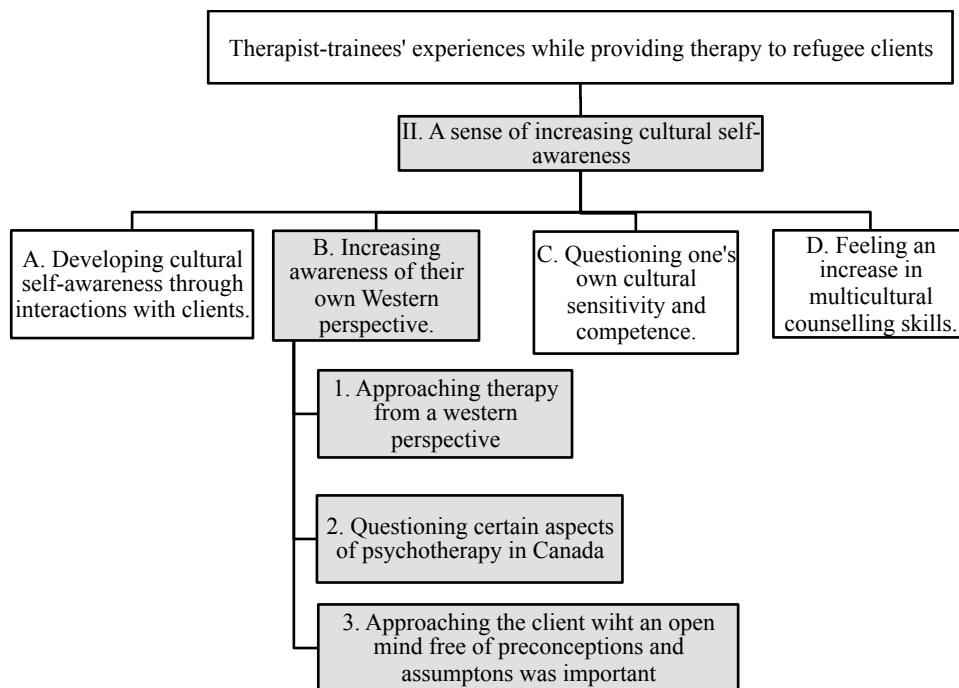 Therapist-trainees' experiences while providing therapy to refugee clients
II. A sense of increasing cultural self-
awareness
A. Developing cultural
self-awareness through
interactions with clients.
B. Increasing
awareness of their
own Western
perspective.
C. Questioning one's
own cultural
sensitivity and
competence.
D. Feeling an
increase in
multicultural
counselling skills.
1. Approaching therapy
from a western
perspective
2. Questioning certain aspects
of psychotherapy in Canada
3. Approaching the client wiht an open
mind free of preconceptions and
assumptons was important